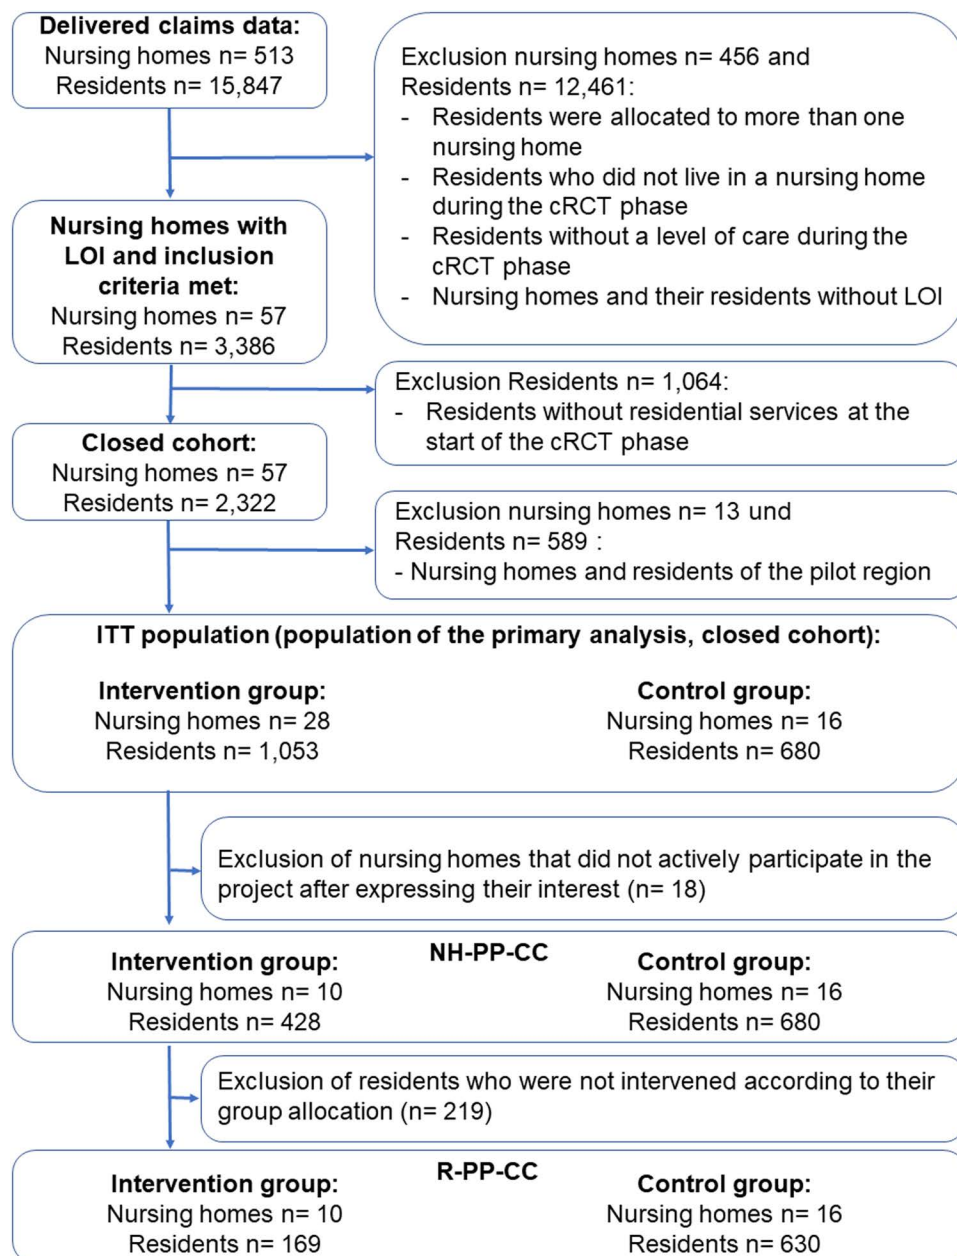 Delivered claims data:
Nursing homes n= 513
Residents n= 15,847
Exclusion nursing homes n= 456 and
Residents n= 12,461:
- Residents were allocated to more than one
nursing home
- Residents who did not live in a nursing home
during the cRCT phase
- Residents without a level of care during the
cRCT phase
- Nursing homes and their residents without LOI
Nursing homes with
LOI and inclusion
criteria met:
Nursing homes n= 57
Residents n= 3,386
Exclusion Residents n= 1,064:
- Residents without residential services at the
start of the cRCT phase
Closed cohort:
Nursing homes n= 57
Residents n= 2,322
Exclusion nursing homes n= 13 und
Residents n= 589 :
- Nursing homes and residents of the pilot region
ITT population (population of the primary analysis, closed cohort):
Intervention group:
Nursing homes n= 28
Residents n= 1,053
Control group:
Nursing homes n= 16
Residents n= 680
Exclusion of nursing homes that did not actively participate in the
project after expressing their interest (n= 18)
NH-PP-CC
Intervention group:
Nursing homes n= 10
Residents n= 428
Control group:
Nursing homes n= 16
Residents n= 680
Exclusion of residents who were not intervened according to their
group allocation (n= 219)
R-PP-CC
Intervention group:
Nursing homes n= 10
Residents n= 169
Control group:
Nursing homes n= 16
Residents n= 630